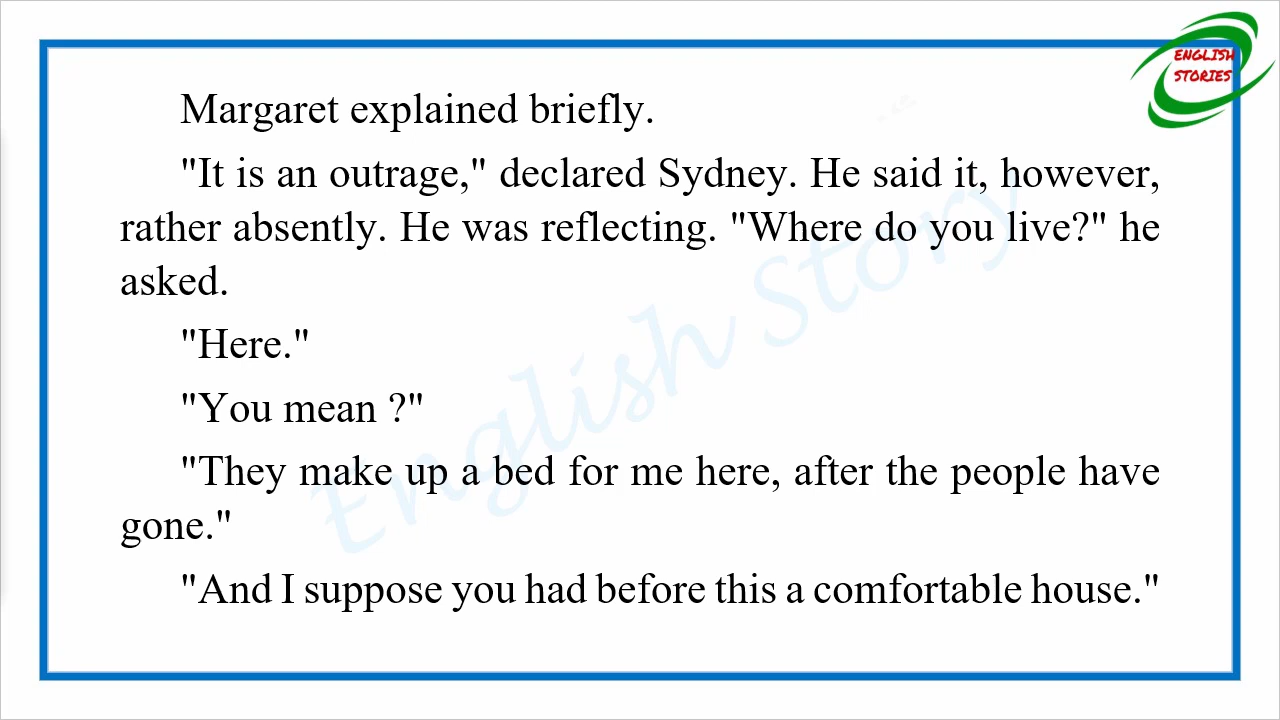 ENGLISH
STORIES
Margaret explained briefly.
"It is an outrage," declared Sydney. He said it, however,
rather absently. He was reflecting. "Where do you live?" he
asked.
"Here."
"You mean ?"
"They make up a bed for me here, after the people have
gone."
"And I suppose you had before this a comfortable house."
English Story